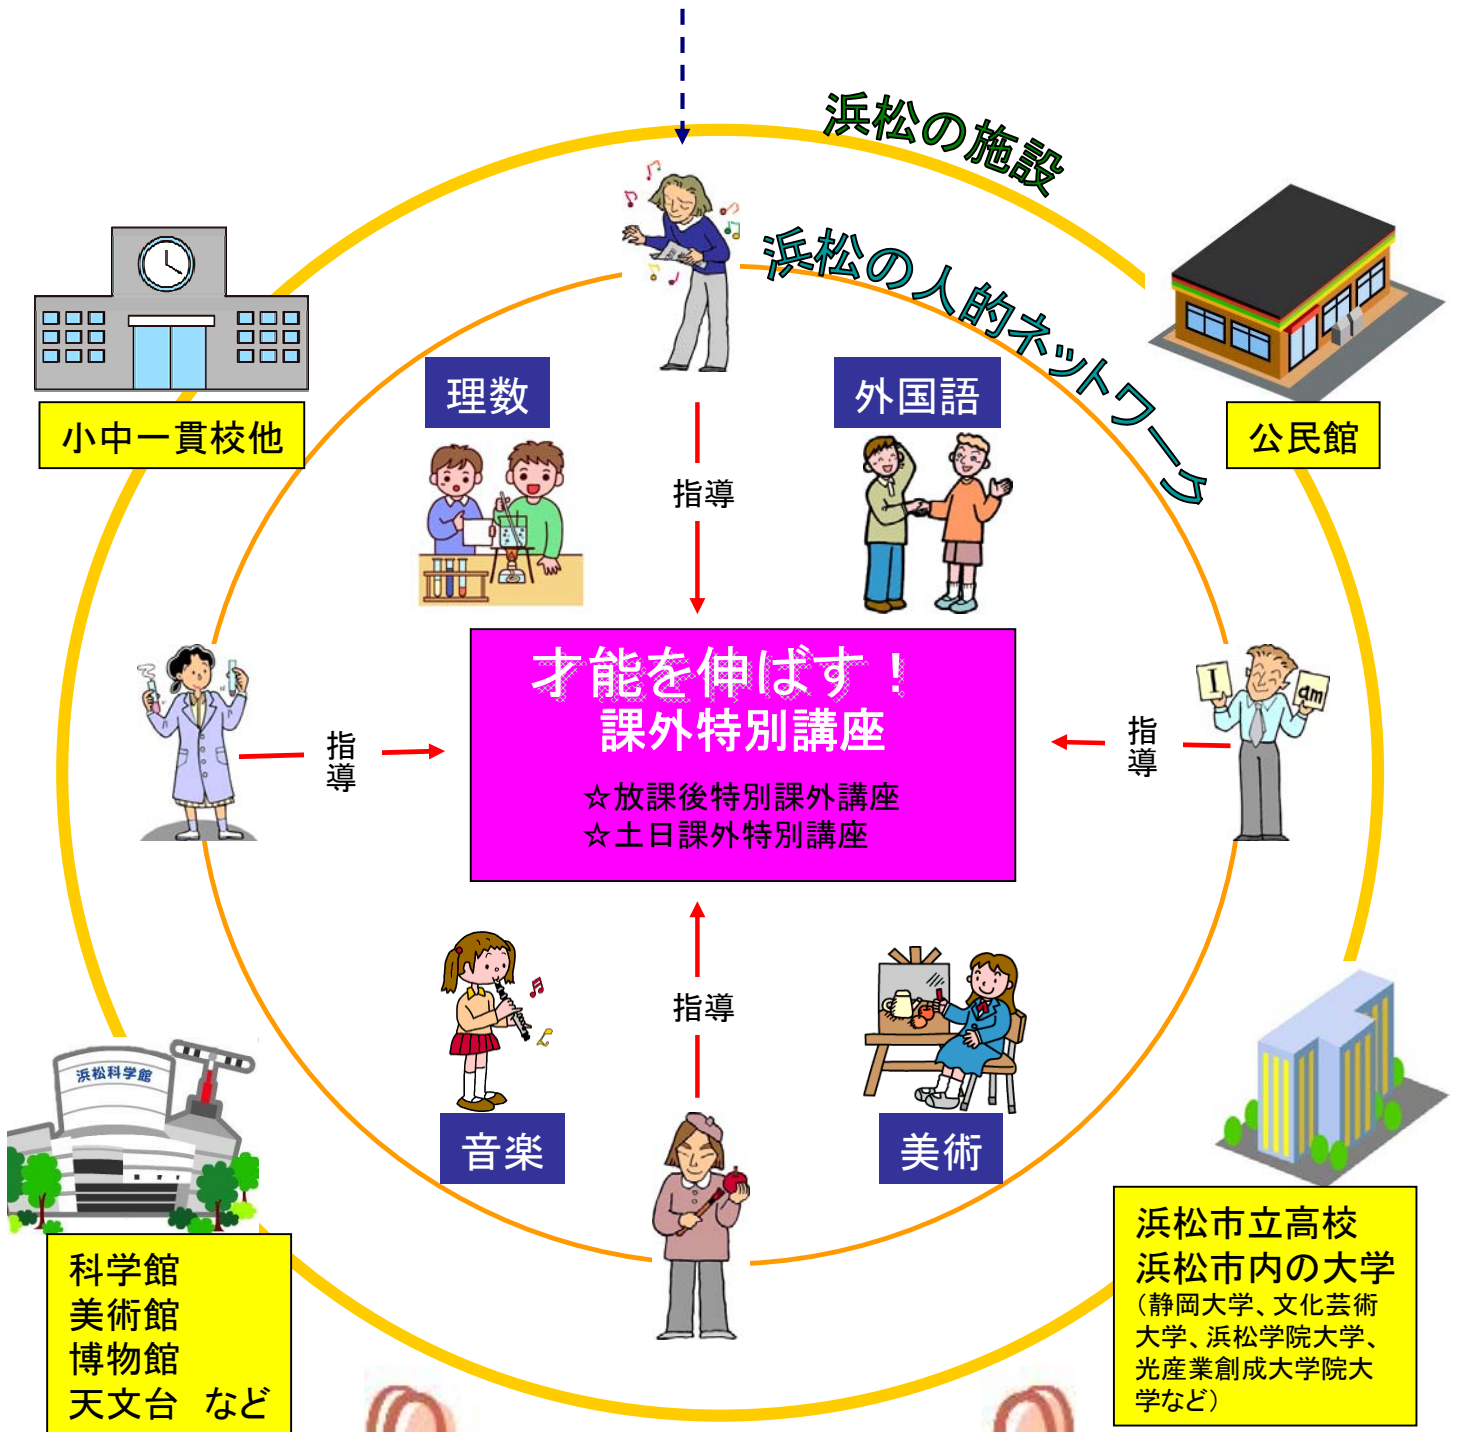 浜松の施設
浜松の人的ネットワーク
小中一貫校他
公民館
理数
外国語
指導
才能を伸ばす！
課外特別講座
☆放課後特別課外講座
☆土日課外特別講座
指導
指導
I
am
指導
音楽
美術
浜松科学館
科学館
美術館
博物館
天文台　など
浜松市立高校
浜松市内の大学
（静岡大学、文化芸術
大学、浜松学院大学、
光産業創成大学院大
学など）